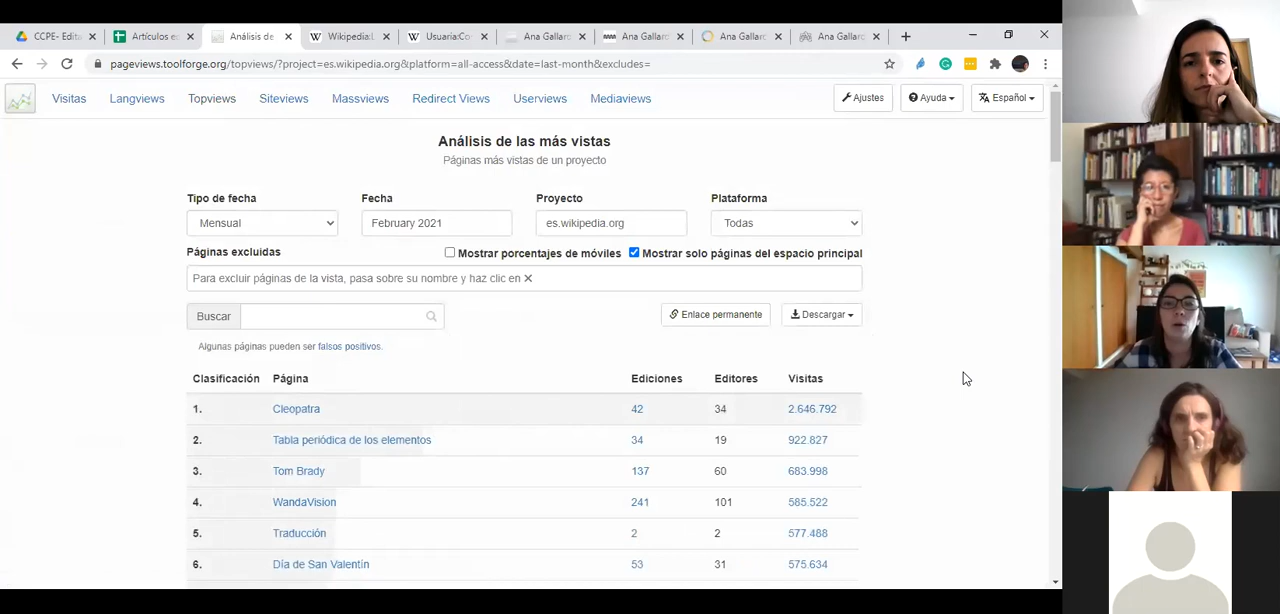 CCPE- Edita
Artículos es
Análisis de
Wikipedia:L
Usuaria:Co
Ana Gallaro
Ana Gallaro
Ana Gallaro
Ana Gallaro
pageviews.toolforge.org/topviews/?project=es.wikipedia.org&platform=all-access&date=last-month&excludes=
Visitas Langviews Topviews Siteviews Massviews Redirect Views Userviews Mediaviews Ajustes Ayuda Español
Análisis de las más vistas
Páginas más vistas de un proyecto
Tipo de fecha Fecha Proyecto Plataforma
Mensual February 2021 es.wikipedia.org Todas
Páginas excluidas Mostrar porcentajes de móviles Mostrar solo páginas del espacio principal
Para excluir páginas de la vista, pasa sobre su nombre y haz clic en ✕
Buscar Enlace permanente Descargar
Algunas páginas pueden ser falsos positivos.
Clasificación Página Ediciones Editores Visitas
1. Cleopatra 42 34 2.646.792
2. Tabla periódica de los elementos 34 19 922.827
3. Tom Brady 137 60 683.998
4. WandaVision 241 101 585.522
5. Traducción 2 2 577.488
6. Día de San Valentín 53 31 575.634